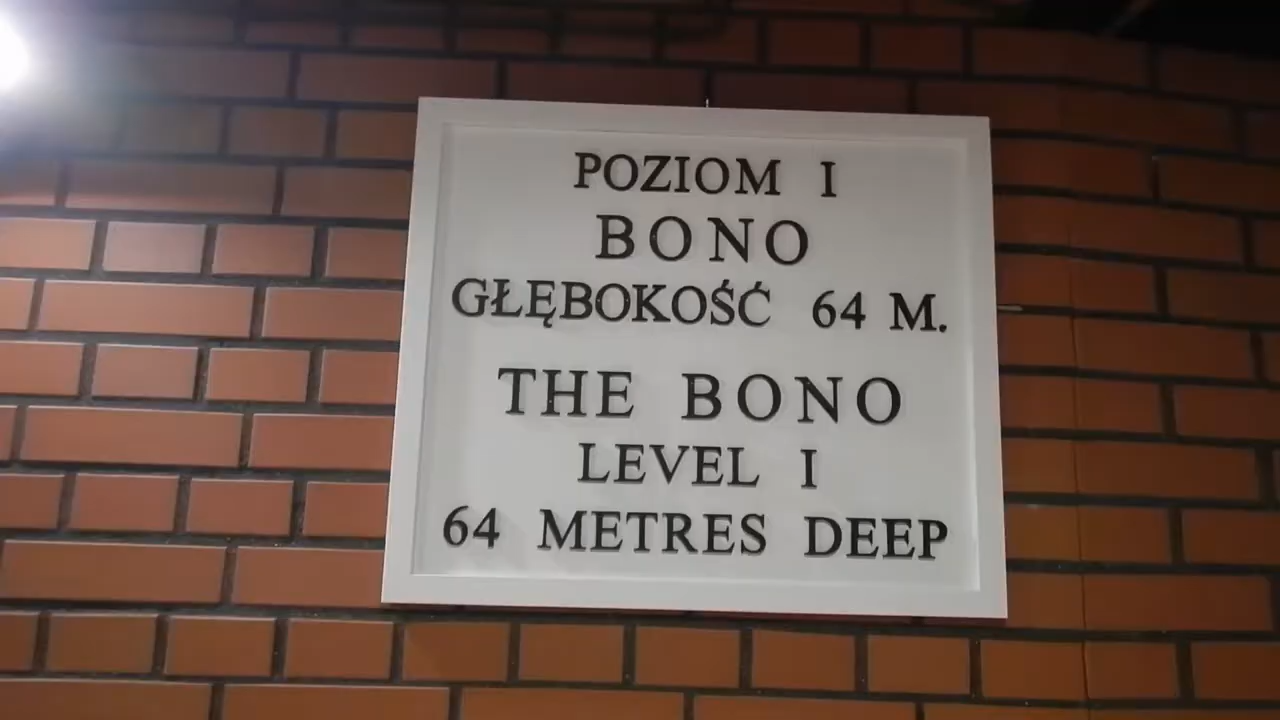 POZIOM I
BONO
GŁĘBOKOŚĆ 64 M.
THE BONO
LEVEL I
64 METRES DEEP